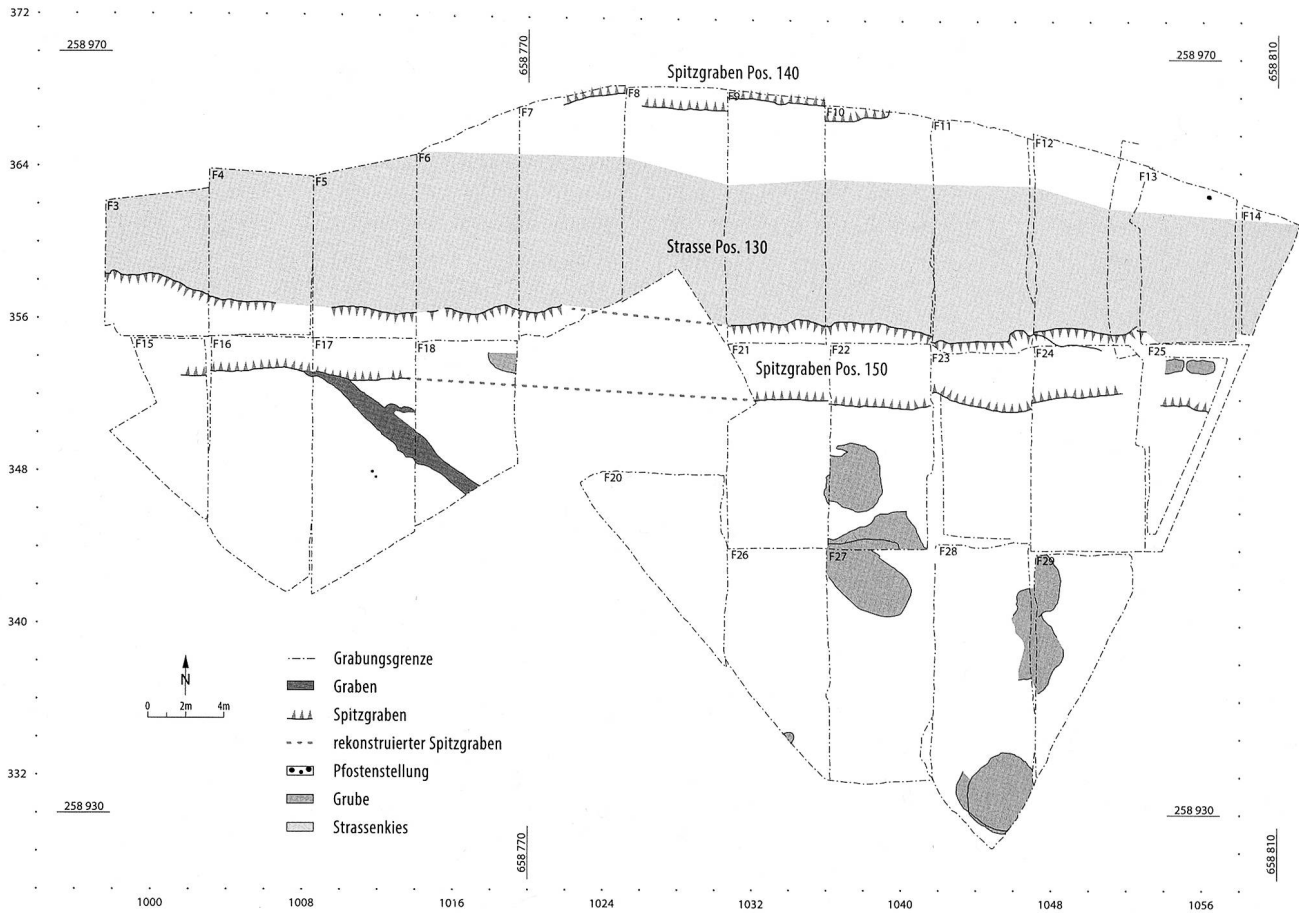 372
258 970
658 770
258 970
658 810
Spitzgraben Pos. 140
F7
F8
F9
F10
F11
F12
F13
F14
364
F3
F4
F5
F6
Strasse Pos. 130
356
F15
F16
F17
F18
F21
F22
F23
F24
F25
Spitzgraben Pos. 150
348
F20
F26
F27
F28
F29
340
N
0 2m 4m
Grabungsgrenze
Graben
Spitzgraben
rekonstruierter Spitzgraben
Pfostenstellung
Grube
Strassenkies
332
258 930
658 770
258 930
658 810
1000
1008
1016
1024
1032
1040
1048
1056